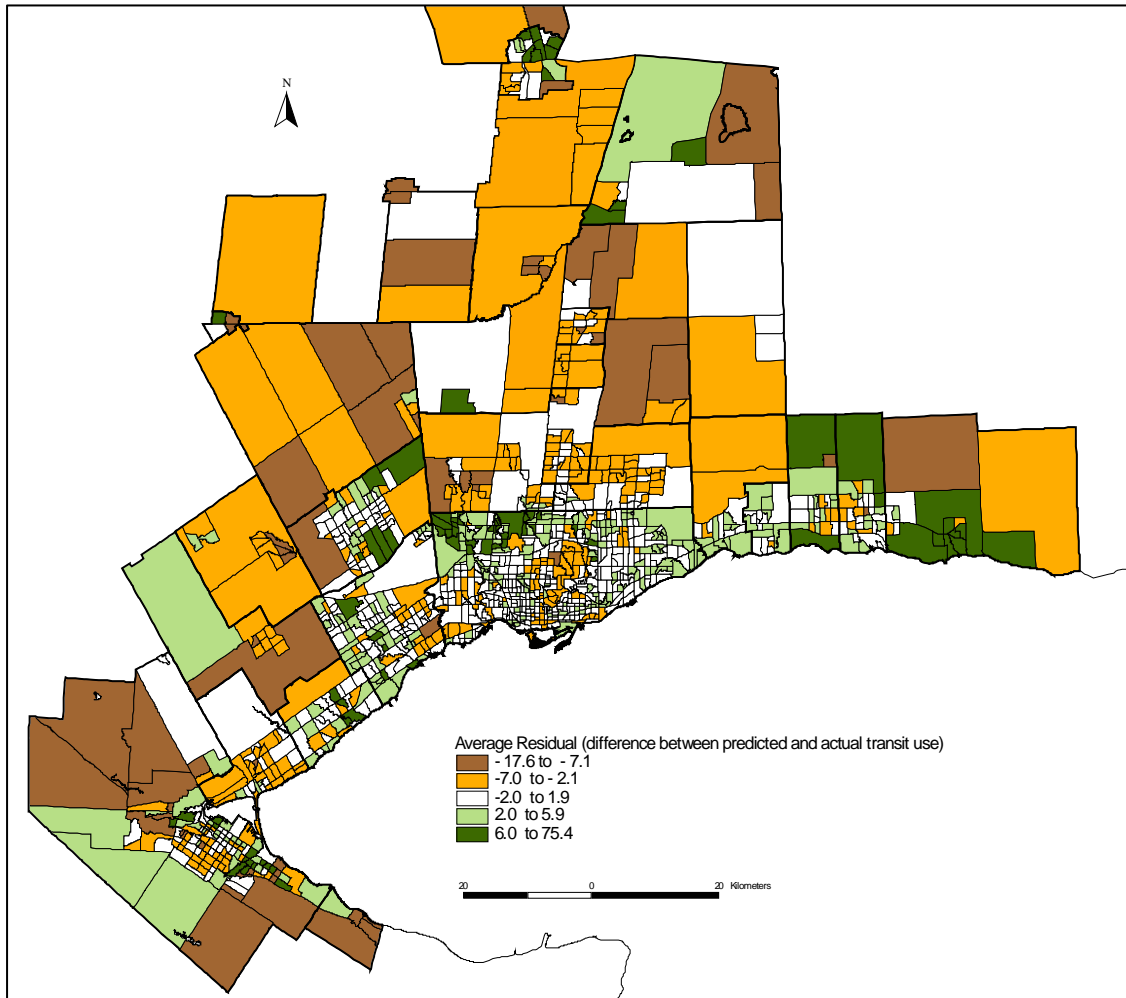 N
Average Residual (difference between predicted and actual transit use)
- 17.6 to - 7.1
-7.0 to - 2.1
-2.0 to 1.9
2.0 to 5.9
6.0 to 75.4
20 0 20 Kilometers